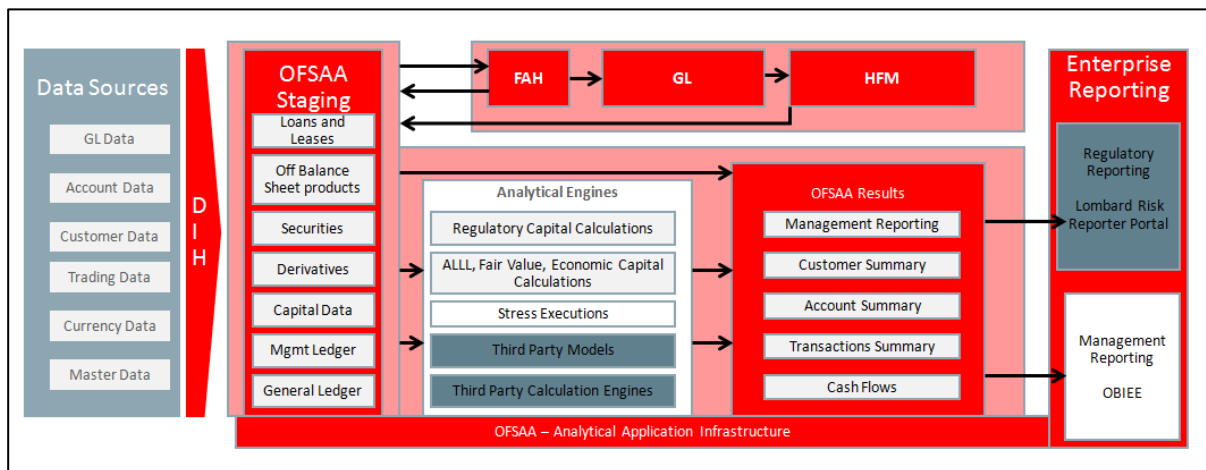 Data Sources
GL Data
Account Data
Customer Data
Trading Data
Currency Data
Master Data
D
I
H
OFSAA
Staging
Loans and
Leases
Off Balance
Sheet products
Securities
Derivatives
Capital Data
Mgmt Ledger
General Ledger
FAH
GL
HFM
Analytical Engines
Regulatory Capital Calculations
ALLL, Fair Value, Economic Capital
Calculations
Stress Executions
Third Party Models
Third Party Calculation Engines
OFSAA Results
Management Reporting
Customer Summary
Account Summary
Transactions Summary
Cash Flows
Enterprise
Reporting
Regulatory
Reporting
Lombard Risk
Reporter Portal
Management
Reporting
OBIEE
OFSAA – Analytical Application Infrastructure